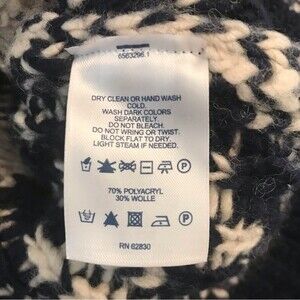 6583296.1
DRY CLEAN OR HAND WASH
COLD.
WASH DARK COLORS
SEPARATELY.
DO NOT BLEACH.
DO NOT WRING OR TWIST.
BLOCK FLAT TO DRY.
LIGHT STEAM IF NEEDED.
70% POLYACRYL
30% WOLLE
RN 62830